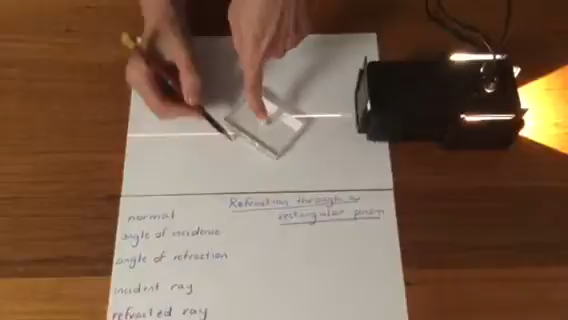 Refraction through a
rectangular prism
normal
angle of incidence
angle of refraction
incident ray
refracted ray